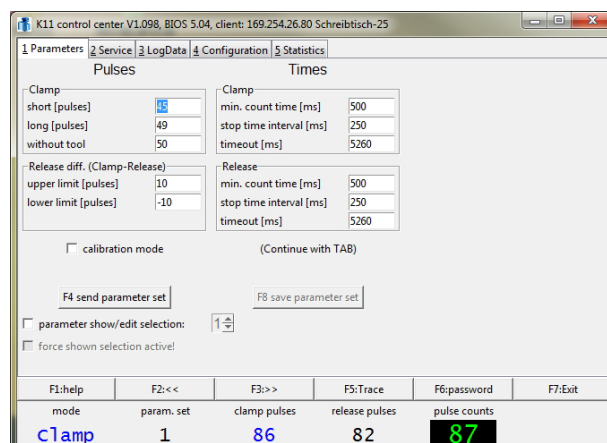 K11 control center V1.098, BIOS 5.04, client: 169.254.26.80 Schreibtisch-25
1 Parameters 2 Service 3 LogData 4 Configuration 5 Statistics
Pulses Times
Clamp Clamp
short [pulses] 45 min. count time [ms] 500
long [pulses] 49 stop time interval [ms] 250
without tool 50 timeout [ms] 5260
Release diff. (Clamp-Release) Release
upper limit [pulses] 10 min. count time [ms] 500
lower limit [pulses] -10 stop time interval [ms] 250
timeout [ms] 5260
calibration mode (Continue with TAB)
F4 send parameter set F8 save parameter set
parameter show/edit selection: 1
force shown selection active!
F1:help F2:<< F3:>> F5:Trace F6:password F7:Exit
mode param. set clamp pulses release pulses pulse counts
Clamp 1 86 82 87